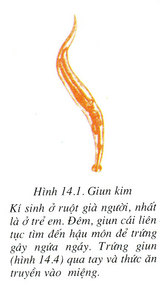 Hình 14.1. Giun kim
Kí sinh ở ruột già người, nhất
là ở trẻ em. Đêm, giun cái liên
tục tìm đến hậu môn để trứng
gây ngứa ngáy. Trứng giun
(hình 14.4) qua tay và thức ăn
truyền vào miệng.